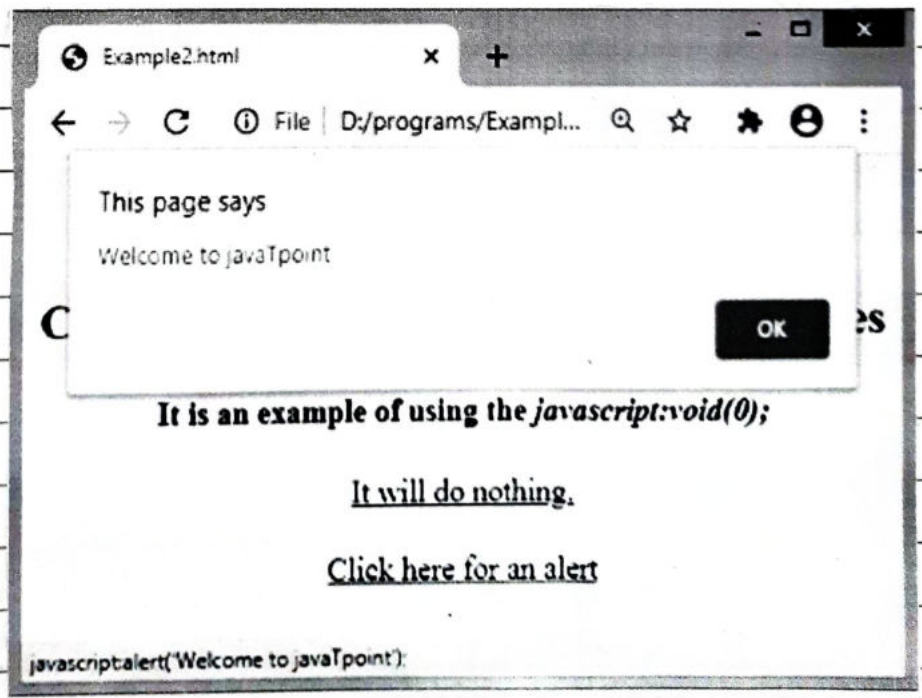 Example2.html
File D:/programs/Exampl...
This page says
Welcome to javaTpoint
OK
C es
It is an example of using the javascript:void(0);
It will do nothing.
Click here for an alert
javascript:alert('Welcome to javaTpoint');